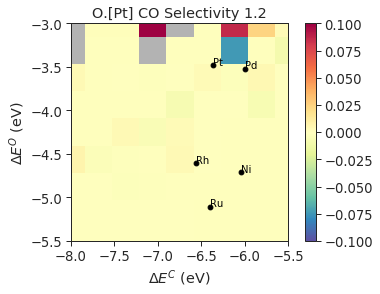 O.[Pt] CO Selectivity 1.2
−3.0
−3.5
−4.0
−4.5
−5.0
−5.5
ΔE^O (eV)
Pt
Pd
Rh
Ni
Ru
−8.0 −7.5 −7.0 −6.5 −6.0 −5.5
ΔE^C (eV)
0.100
0.075
0.050
0.025
0.000
−0.025
−0.050
−0.075
−0.100